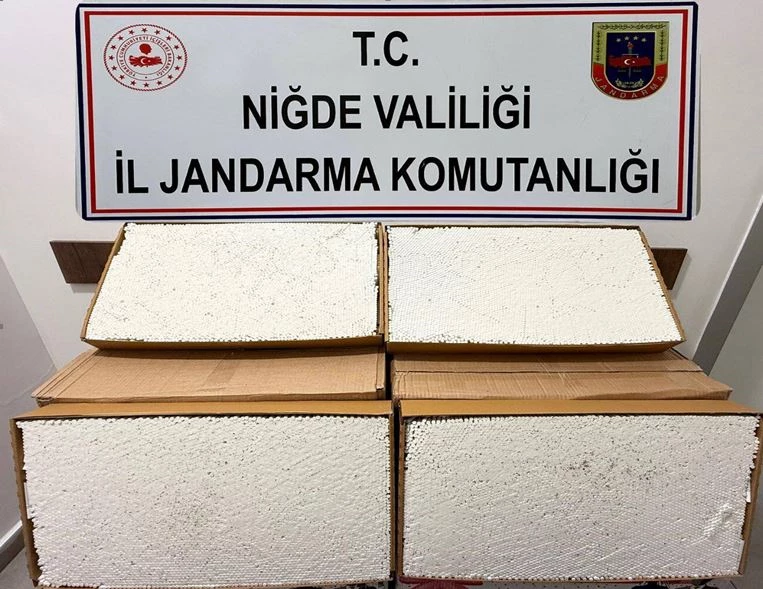 T.C.
NİĞDE VALİLİĞİ
İL JANDARMA KOMUTANLIĞI
JANDARMA